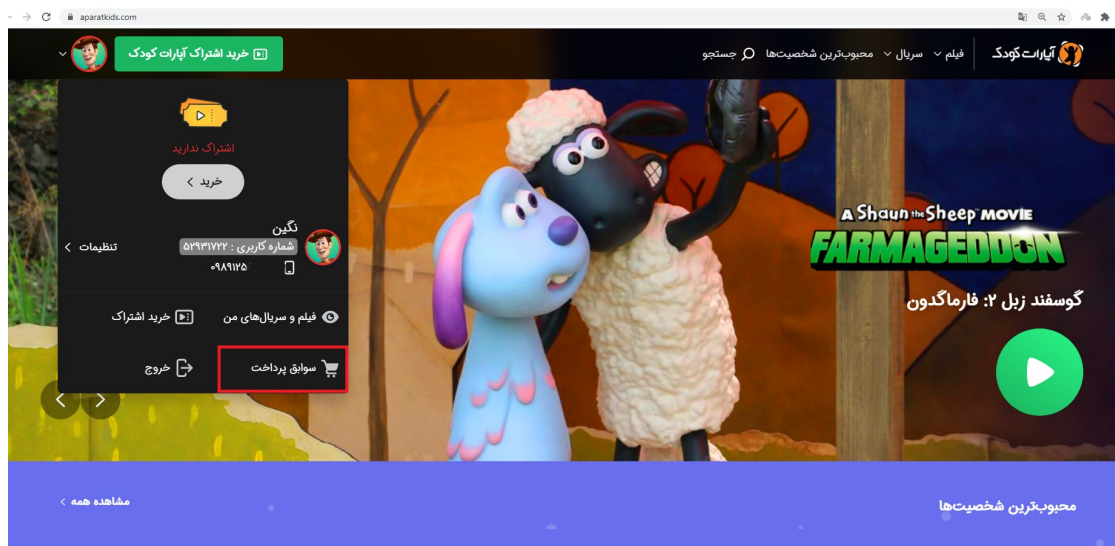 aparatkids.com
آپارات کودک
فیلم
سریال
محبوب‌ترین شخصیت‌ها
جستجو
خرید اشتراک آپارات کودک
اشتراک ندارید
خرید
نگین
شماره کاربری : ۵۲۹۳۱۷۲۲
۰۹۸۹۱۲۵
تنظیمات
فیلم و سریال‌های من
خرید اشتراک
سوابق پرداخت
خروج
A Shaun the Sheep MOVIE
FARMAGEDDON
گوسفند زبل ۲: فارماگدون
محبوب‌ترین شخصیت‌ها
مشاهده همه